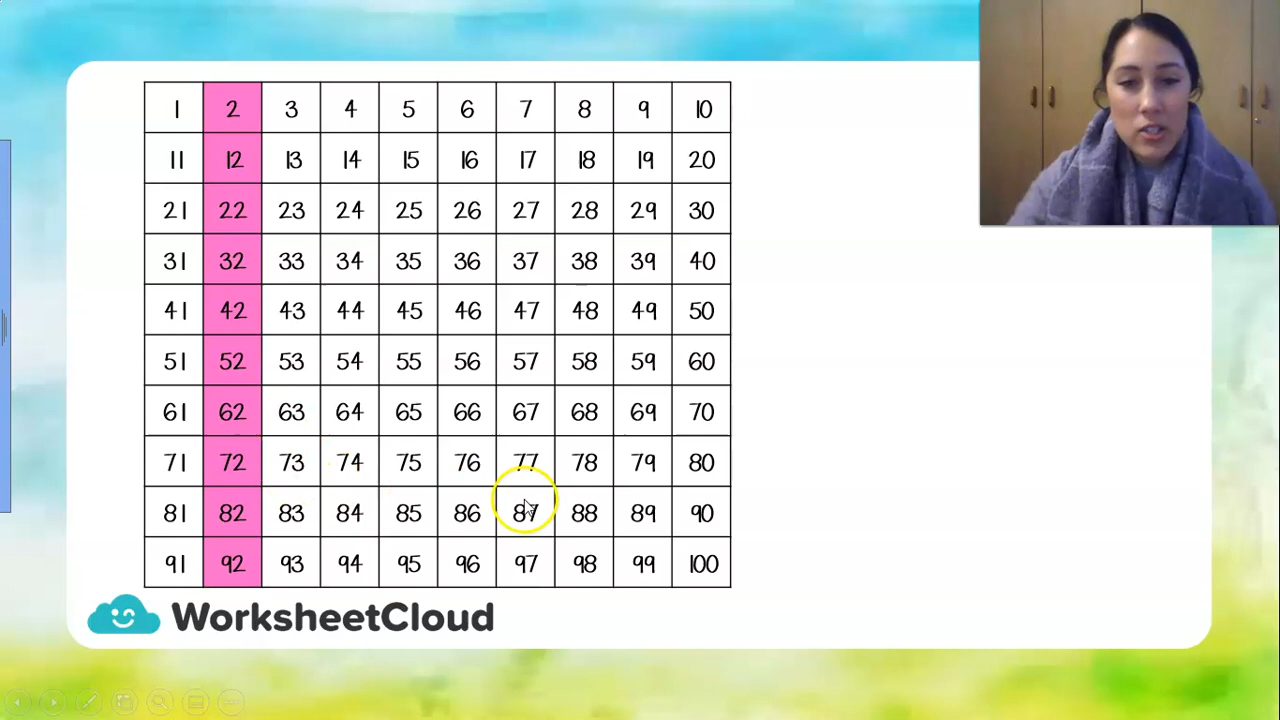 1 2 3 4 5 6 7 8 9 10
11 12 13 14 15 16 17 18 19 20
21 22 23 24 25 26 27 28 29 30
31 32 33 34 35 36 37 38 39 40
41 42 43 44 45 46 47 48 49 50
51 52 53 54 55 56 57 58 59 60
61 62 63 64 65 66 67 68 69 70
71 72 73 74 75 76 77 78 79 80
81 82 83 84 85 86 87 88 89 90
91 92 93 94 95 96 97 98 99 100
WorksheetCloud